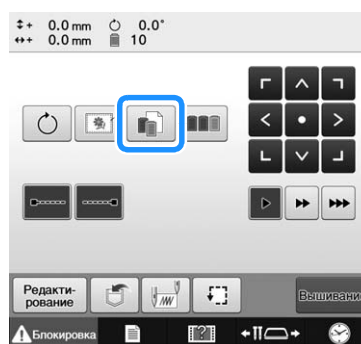 0.0 mm 0.0°
0.0 mm 10
Редакти-
рование
Вышивани
Блокировка